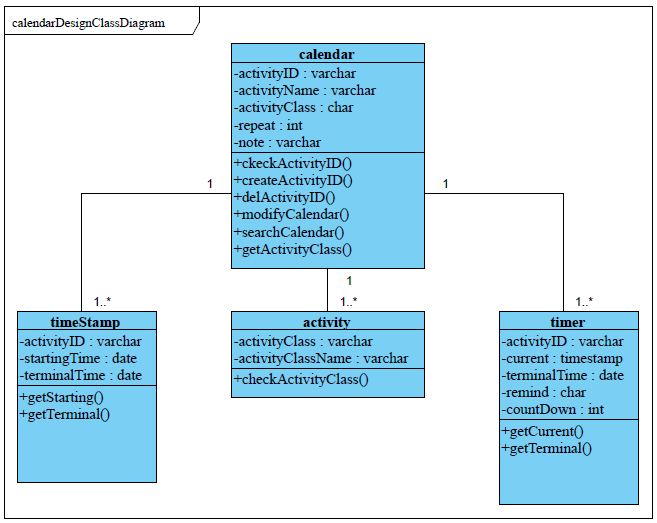 calendarDesignClassDiagram
calendar
-activityID : varchar
-activityName : varchar
-activityClass : char
-repeat : int
-note : varchar
+ckeckActivityID()
+createActivityID()
+delActivityID()
+modifyCalendar()
+searchCalendar()
+getActivityClass()
1
1
1
1..*
1..*
1..*
timeStamp
-activityID : varchar
-startingTime : date
-terminalTime : date
+getStarting()
+getTerminal()
activity
-activityClass : varchar
-activityClassName : varchar
+checkActivityClass()
timer
-activityID : varchar
-current : timestamp
-terminalTime : date
-remind : char
-countDown : int
+getCurrent()
+getTerminal()